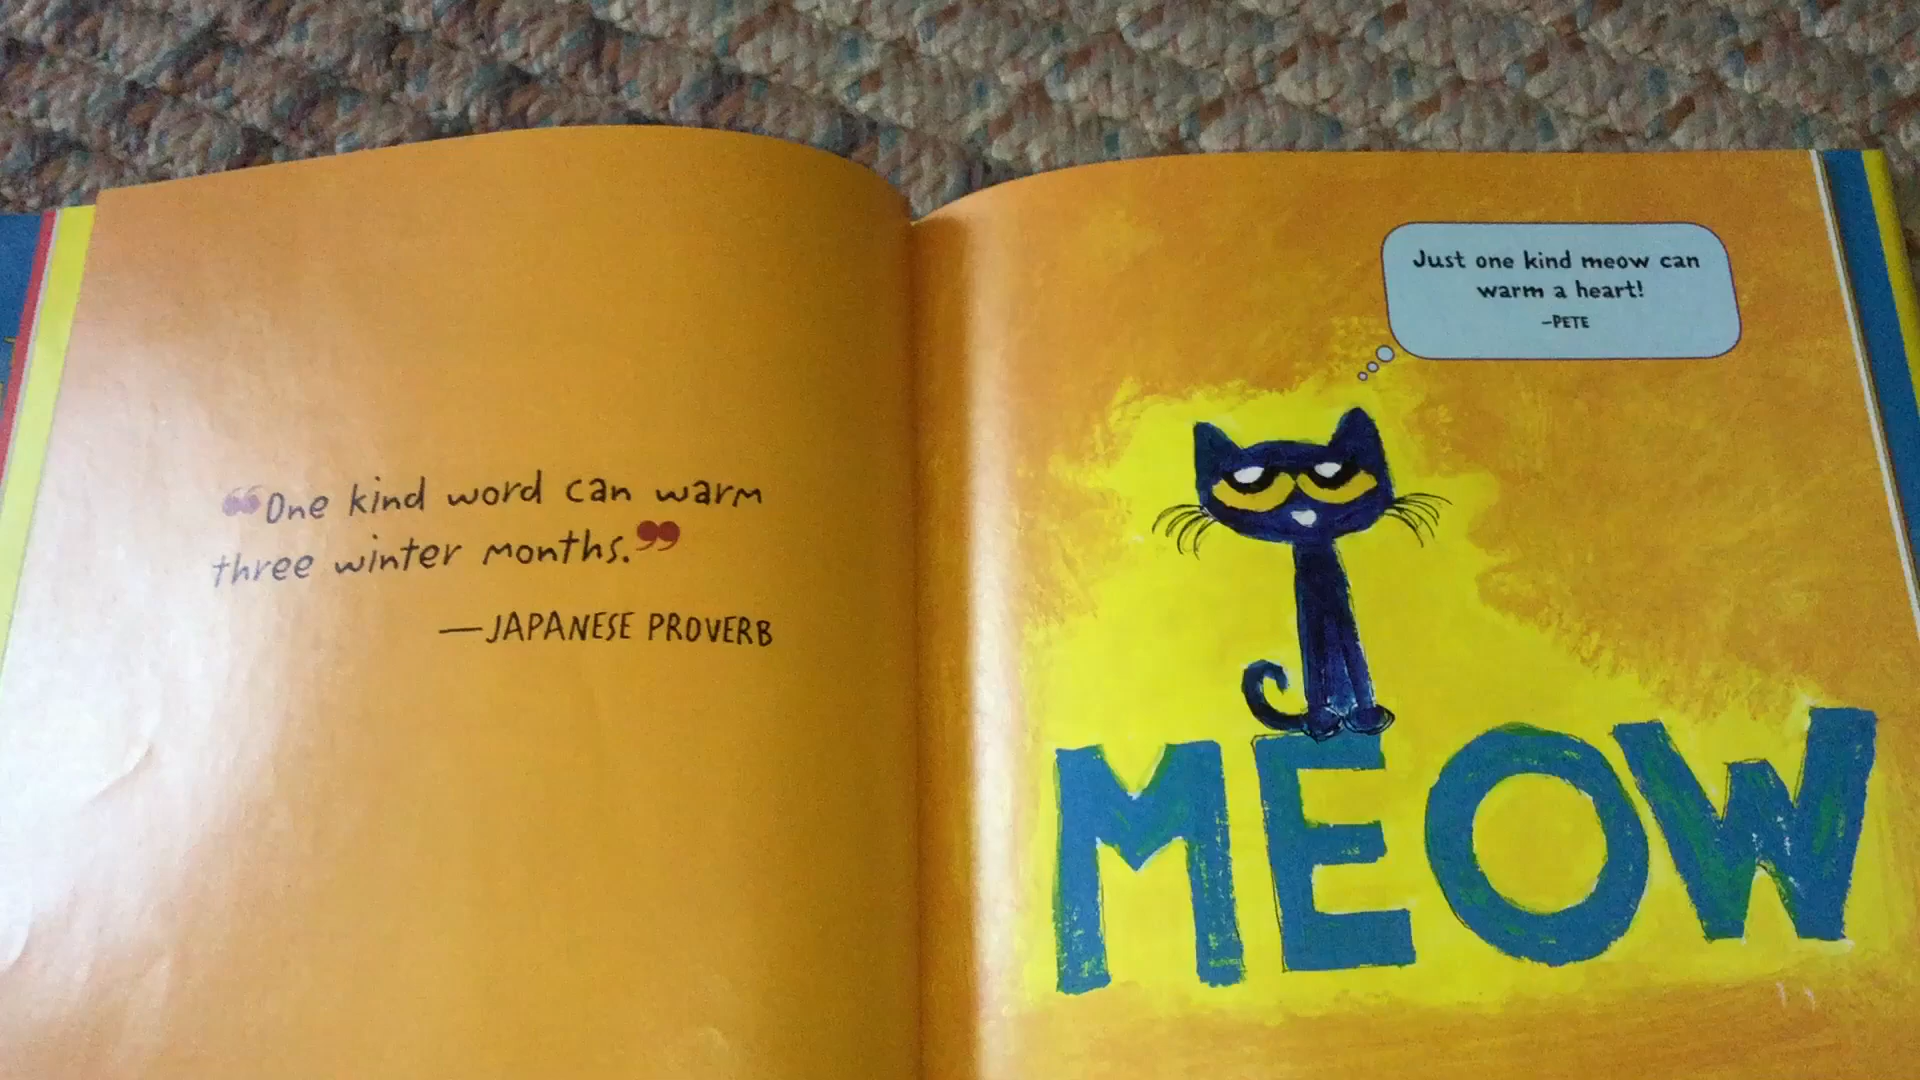 “One kind word can warm
three winter months.”
—JAPANESE PROVERB
Just one kind meow can
warm a heart!
–PETE
MEOW